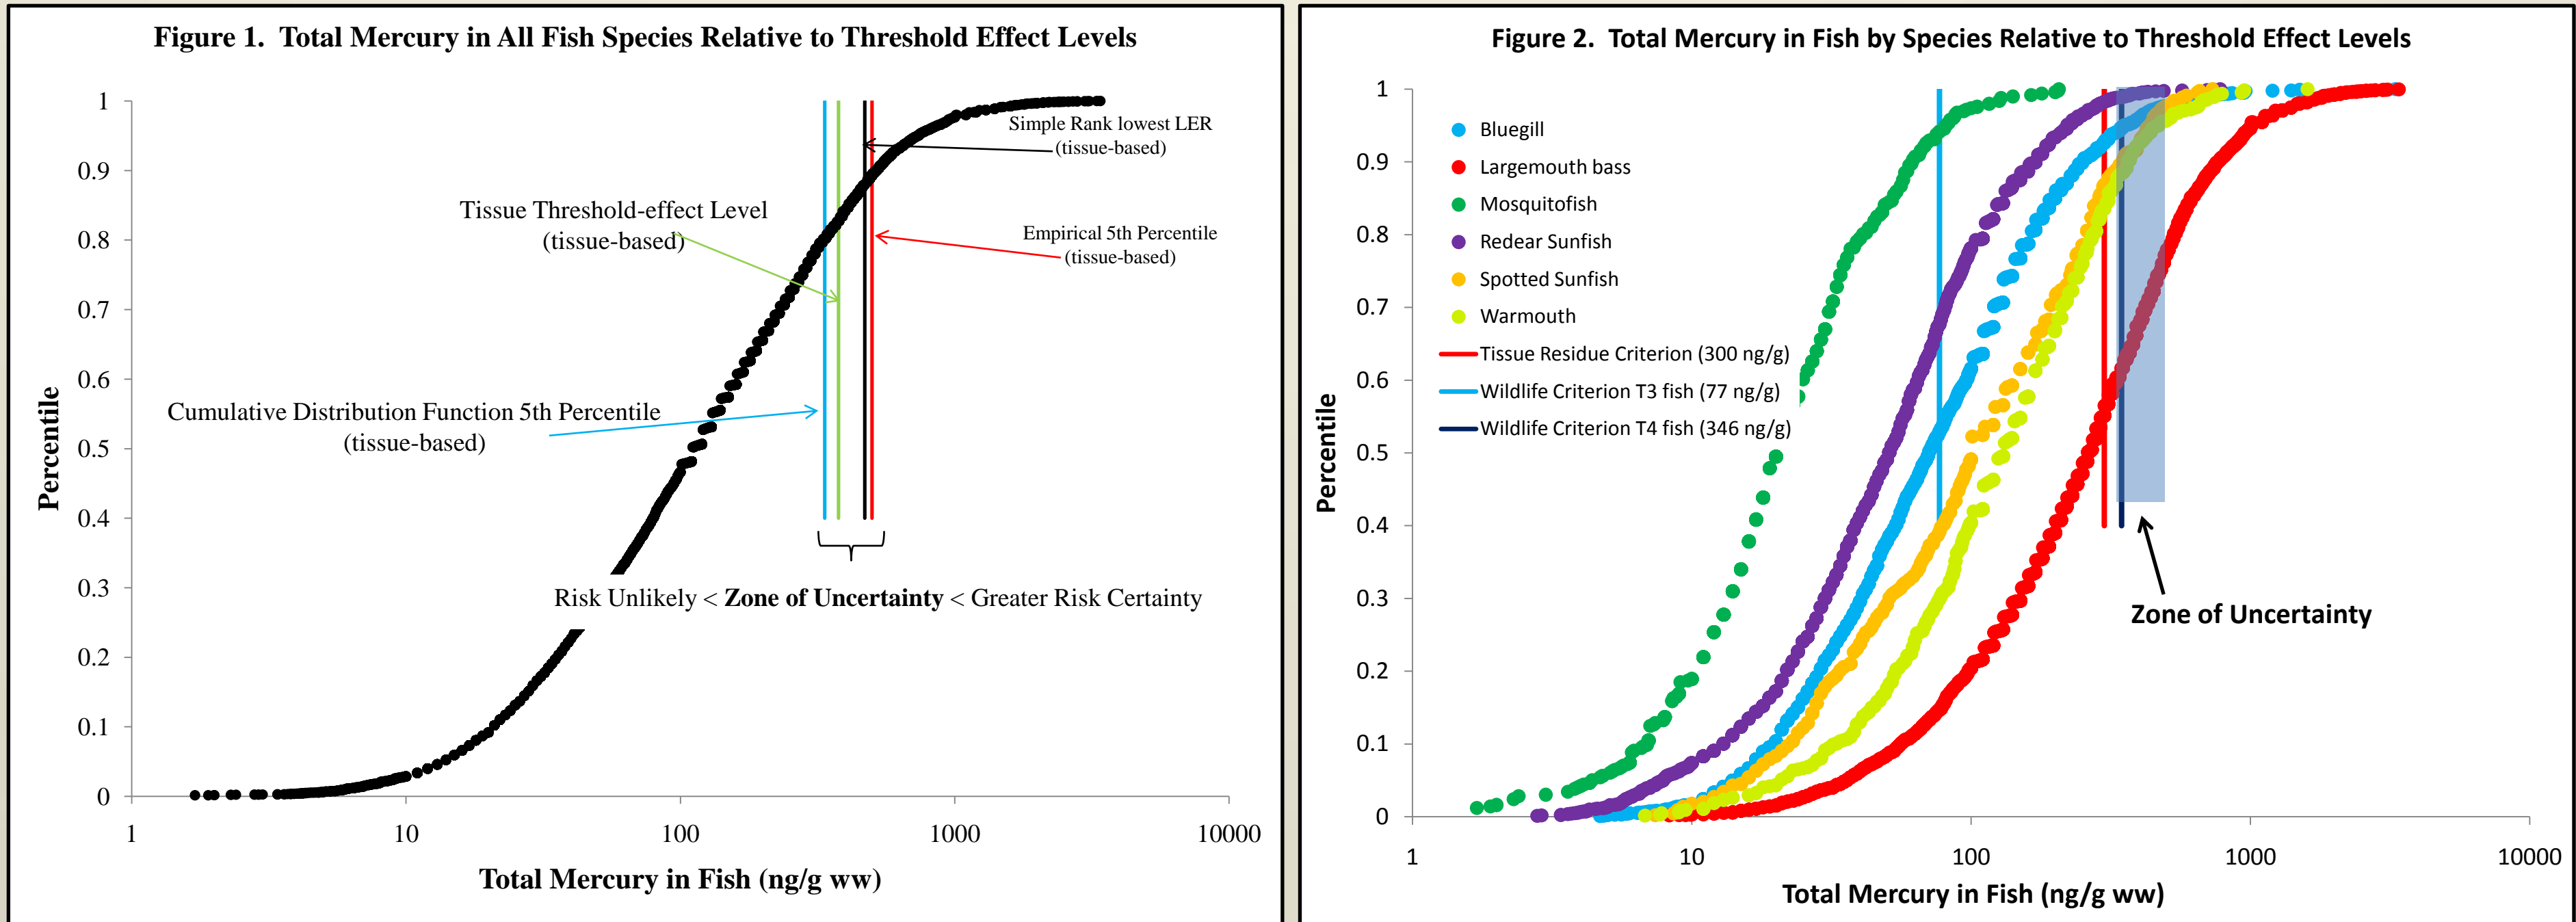 Figure 1. Total Mercury in All Fish Species Relative to Threshold Effect Levels
Percentile
1
0.9
0.8
0.7
0.6
0.5
0.4
0.3
0.2
0.1
0
Simple Rank lowest LER
(tissue-based)
Tissue Threshold-effect Level
(tissue-based)
Empirical 5th Percentile
(tissue-based)
Cumulative Distribution Function 5th Percentile
(tissue-based)
Risk Unlikely < Zone of Uncertainty < Greater Risk Certainty
1
10
100
1000
10000
Total Mercury in Fish (ng/g ww)
Figure 2. Total Mercury in Fish by Species Relative to Threshold Effect Levels
Percentile
1
0.9
0.8
0.7
0.6
0.5
0.4
0.3
0.2
0.1
0
Bluegill
Largemouth bass
Mosquitofish
Redear Sunfish
Spotted Sunfish
Warmouth
Tissue Residue Criterion (300 ng/g)
Wildlife Criterion T3 fish (77 ng/g)
Wildlife Criterion T4 fish (346 ng/g)
Zone of Uncertainty
1
10
100
1000
10000
Total Mercury in Fish (ng/g ww)